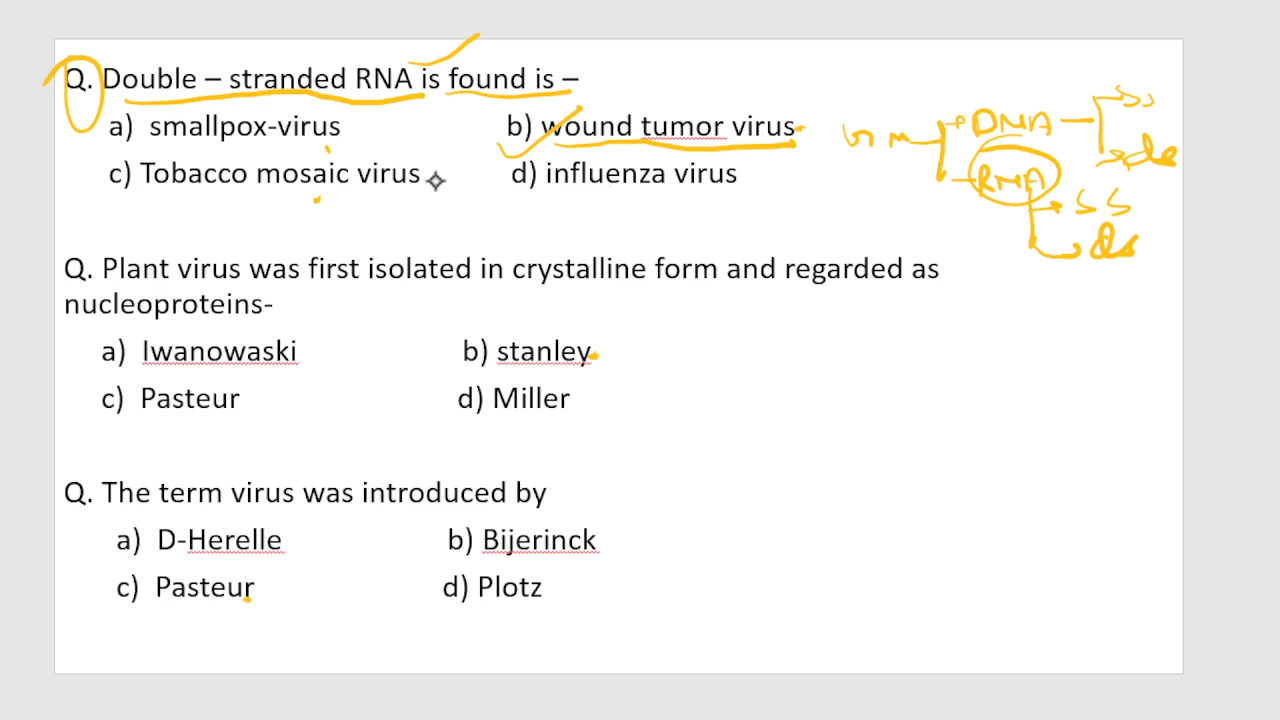 Q. Double – stranded RNA is found is –
a) smallpox-virus b) wound tumor virus
c) Tobacco mosaic virus d) influenza virus
DNA
RNA
SS
ds
Q. Plant virus was first isolated in crystalline form and regarded as
nucleoproteins-
a) Iwanowaski b) stanley
c) Pasteur d) Miller
Q. The term virus was introduced by
a) D-Herelle b) Bijerinck
c) Pasteur d) Plotz